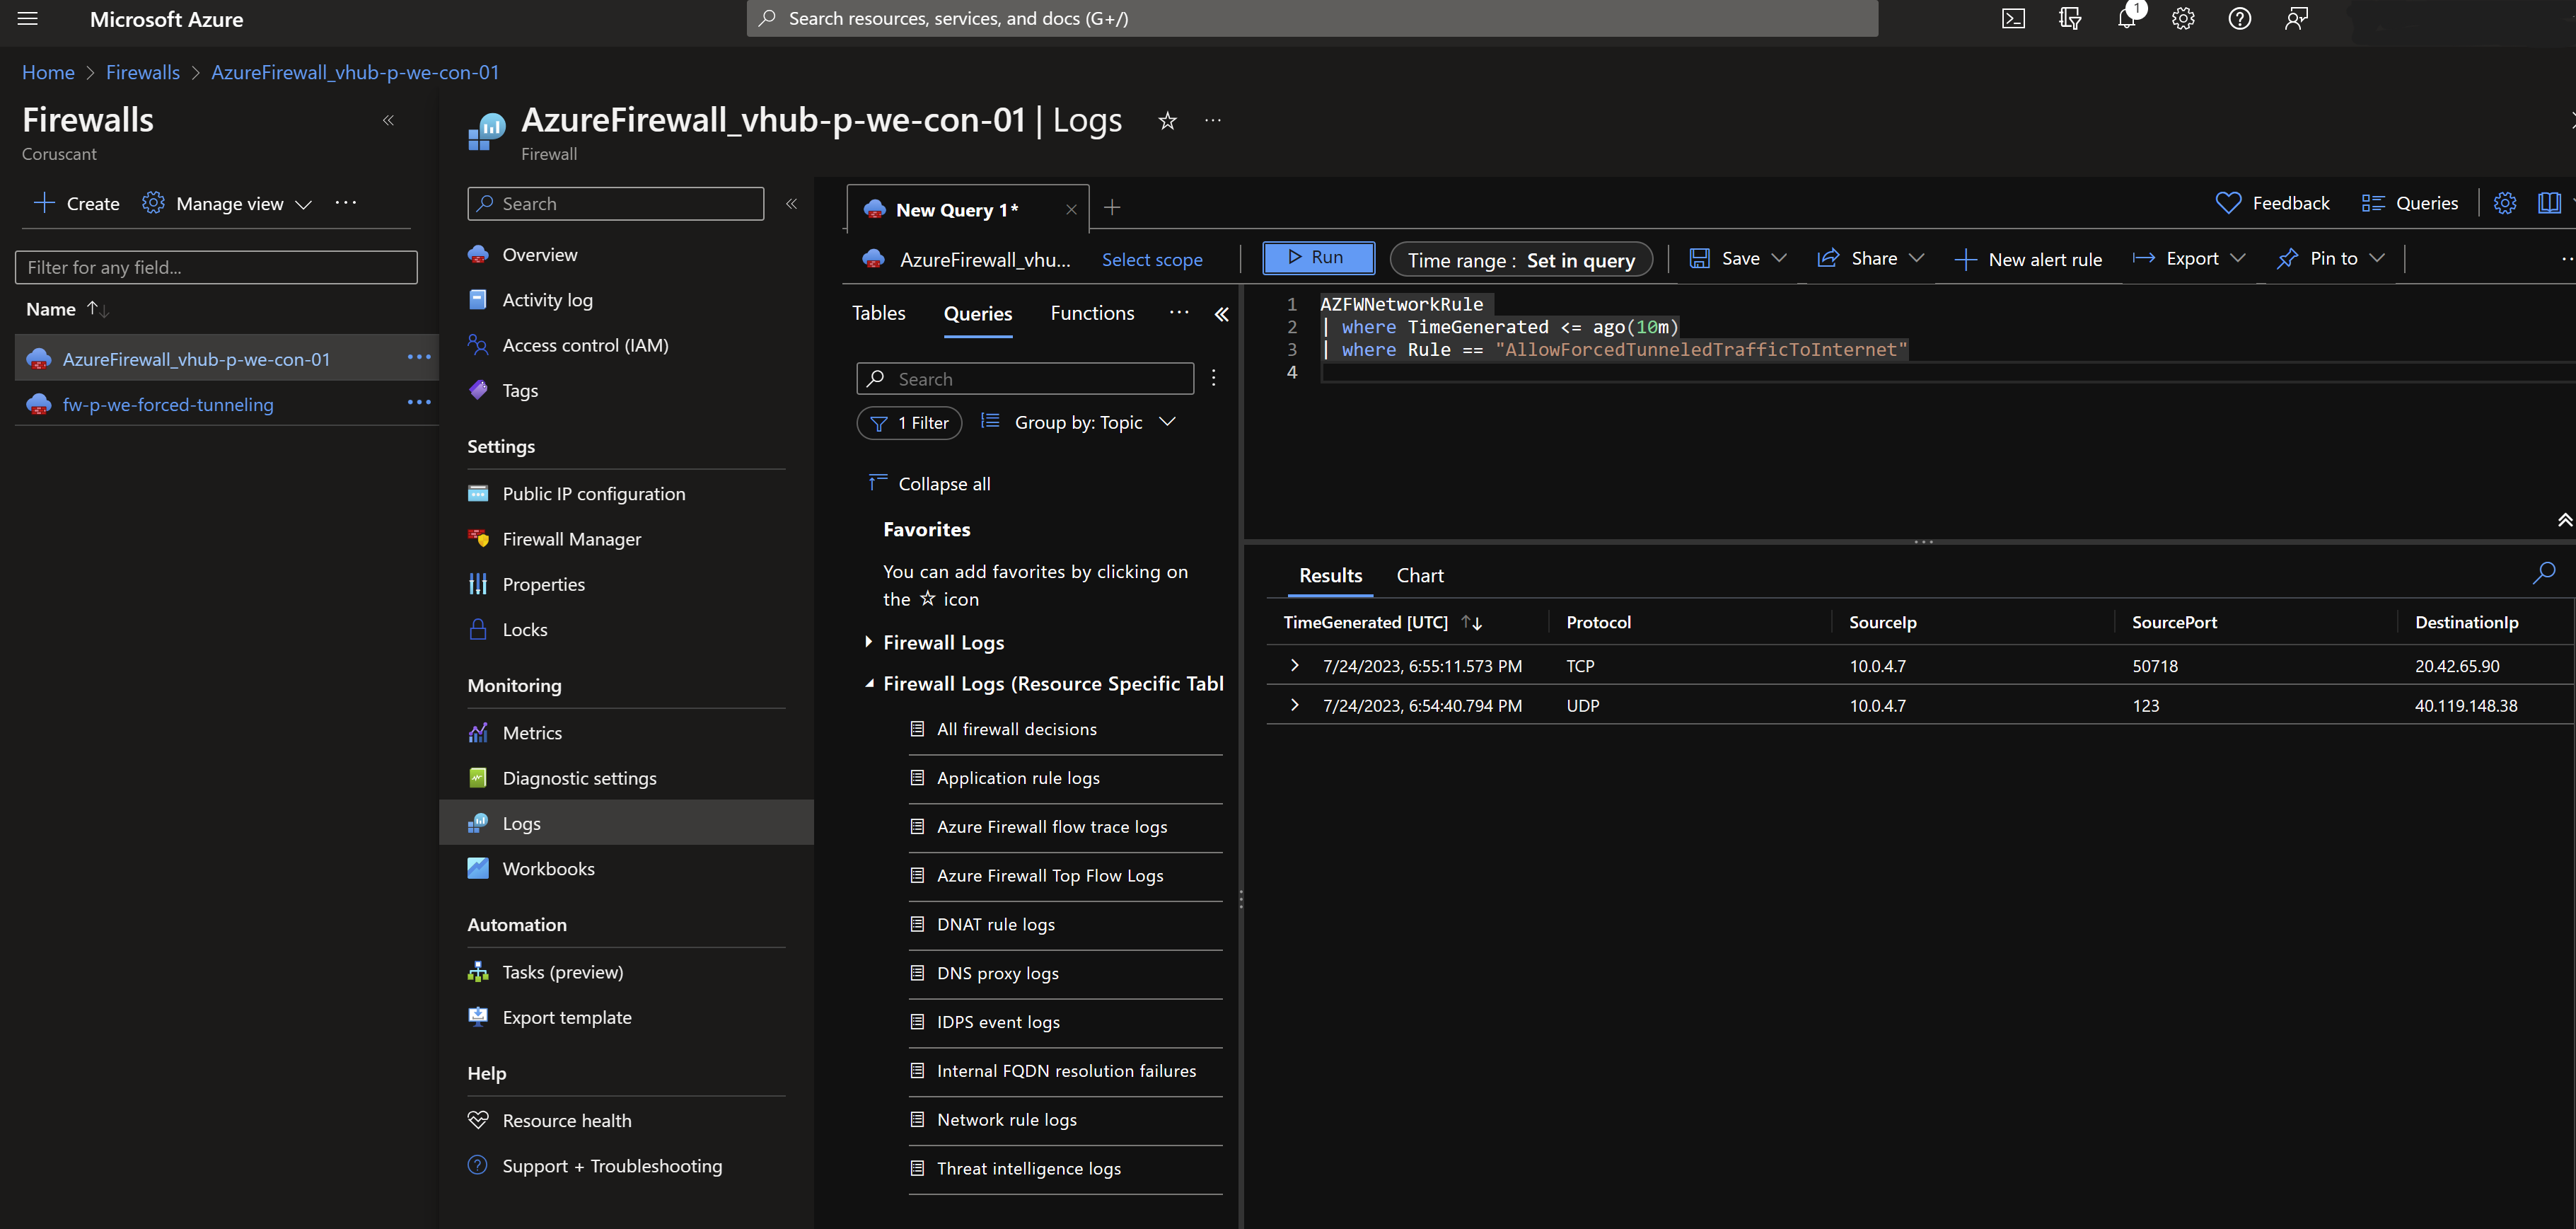 Microsoft Azure
Search resources, services, and docs (G+/)
1
Home > Firewalls > AzureFirewall_vhub-p-we-con-01
Firewalls
Coruscant
Create
Manage view
Filter for any field...
Name
AzureFirewall_vhub-p-we-con-01
fw-p-we-forced-tunneling
AzureFirewall_vhub-p-we-con-01 | Logs
Firewall
Search
Overview
Activity log
Access control (IAM)
Tags
Settings
Public IP configuration
Firewall Manager
Properties
Locks
Monitoring
Metrics
Diagnostic settings
Logs
Workbooks
Automation
Tasks (preview)
Export template
Help
Resource health
Support + Troubleshooting
New Query 1*
Feedback
Queries
AzureFirewall_vhu...
Select scope
Run
Time range : Set in query
Save
Share
New alert rule
Export
Pin to
Tables
Queries
Functions
Search
1 Filter
Group by: Topic
Collapse all
Favorites
You can add favorites by clicking on
the ☆ icon
Firewall Logs
Firewall Logs (Resource Specific Tabl
All firewall decisions
Application rule logs
Azure Firewall flow trace logs
Azure Firewall Top Flow Logs
DNAT rule logs
DNS proxy logs
IDPS event logs
Internal FQDN resolution failures
Network rule logs
Threat intelligence logs
1 AZFWNetworkRule
2 | where TimeGenerated <= ago(10m)
3 | where Rule == "AllowForcedTunneledTrafficToInternet"
4
Results
Chart
TimeGenerated [UTC] Protocol SourceIp SourcePort DestinationIp
7/24/2023, 6:55:11.573 PM TCP 10.0.4.7 50718 20.42.65.90
7/24/2023, 6:54:40.794 PM UDP 10.0.4.7 123 40.119.148.38